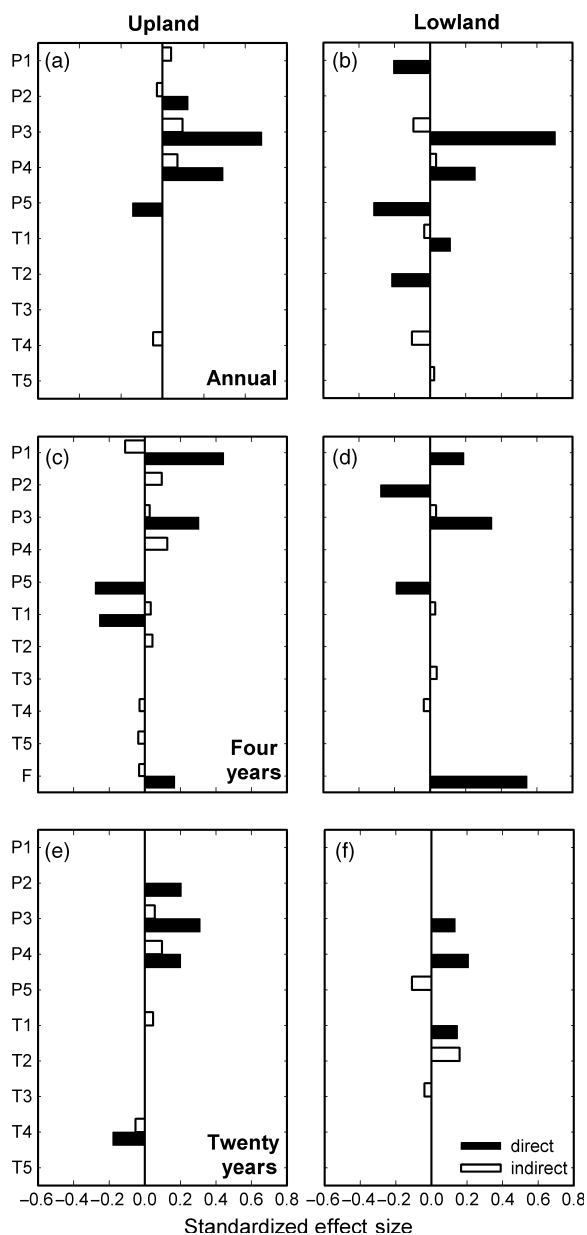 Upland Lowland
(a) (b)
P1
P2
P3
P4
P5
T1
T2
T3
T4
T5
Annual
(c) (d)
P1
P2
P3
P4
P5
T1
T2
T3
T4
T5
F
Four
years
(e) (f)
P1
P2
P3
P4
P5
T1
T2
T3
T4
T5
Twenty
years
direct
indirect
–0.6 –0.4 –0.2 0.0 0.2 0.4 0.6 0.8 –0.6 –0.4 –0.2 0.0 0.2 0.4 0.6 0.8
Standardized effect size